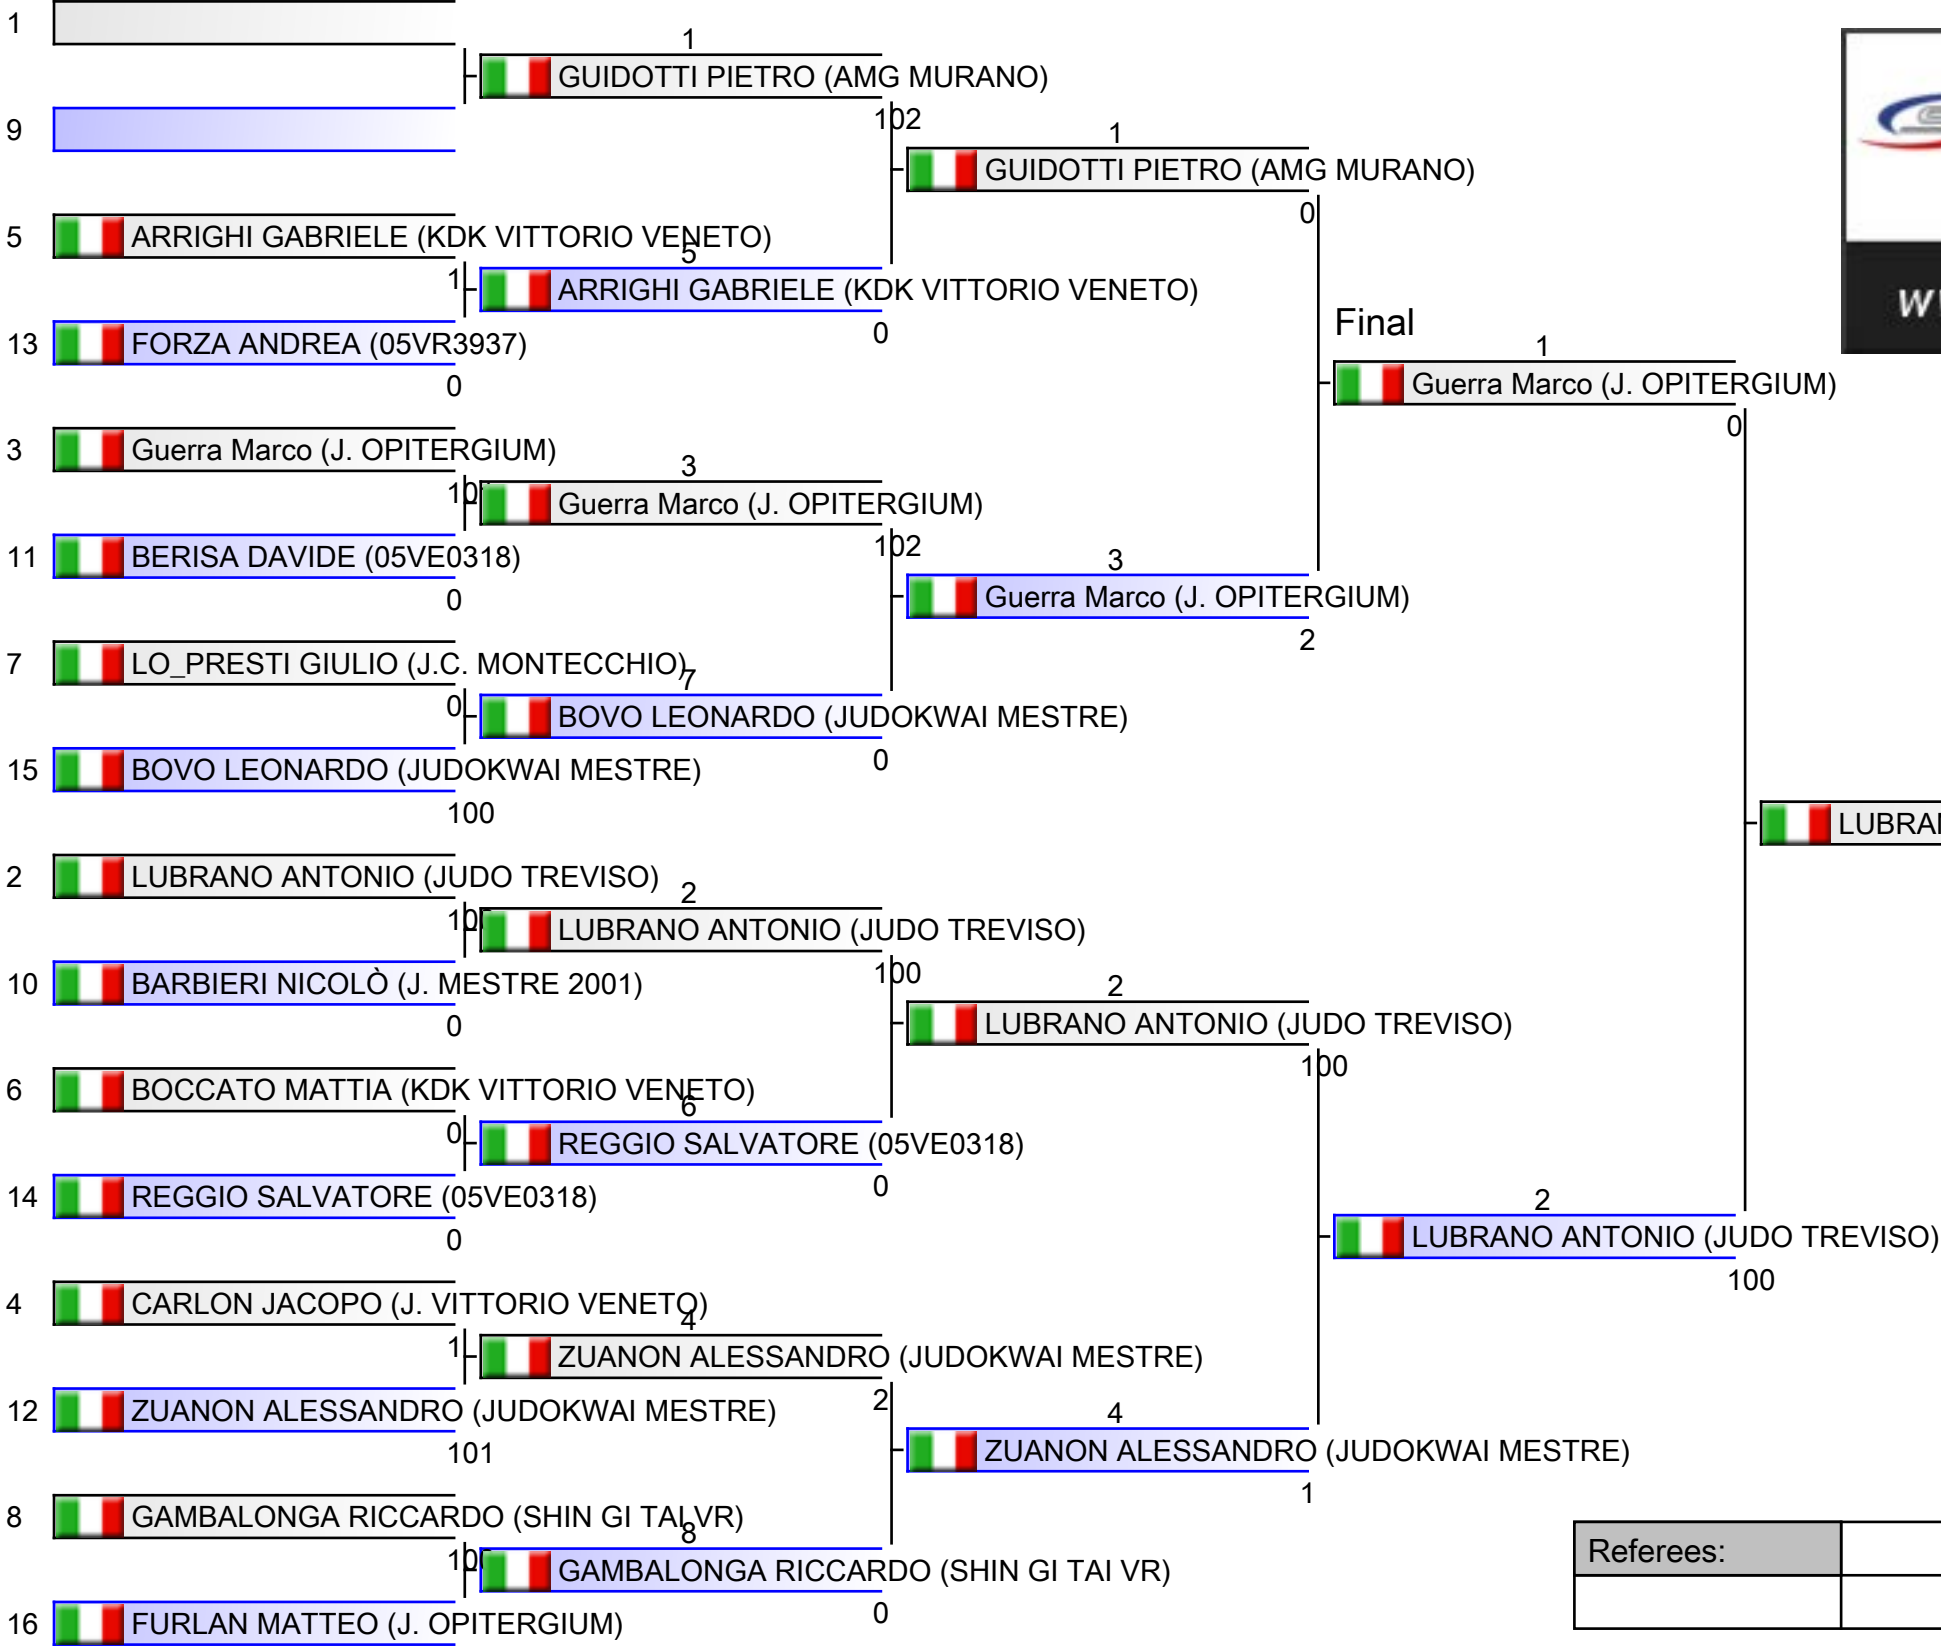 1
9
5 ARRIGHI GABRIELE (KDK VITTORIO VENETO)
1
13 FORZA ANDREA (05VR3937)
0
3 Guerra Marco (J. OPITERGIUM)
10
11 BERISA DAVIDE (05VE0318)
0
7 LO_PRESTI GIULIO (J.C. MONTECCHIO)
0
15 BOVO LEONARDO (JUDOKWAI MESTRE)
100
2 LUBRANO ANTONIO (JUDO TREVISO)
10
10 BARBIERI NICOLÒ (J. MESTRE 2001)
0
6 BOCCATO MATTIA (KDK VITTORIO VENETO)
0
14 REGGIO SALVATORE (05VE0318)
0
4 CARLON JACOPO (J. VITTORIO VENETO)
1
12 ZUANON ALESSANDRO (JUDOKWAI MESTRE)
101
8 GAMBALONGA RICCARDO (SHIN GI TAI VR)
10
16 FURLAN MATTEO (J. OPITERGIUM)
1
GUIDOTTI PIETRO (AMG MURANO)
102
5
ARRIGHI GABRIELE (KDK VITTORIO VENETO)
0
3
Guerra Marco (J. OPITERGIUM)
102
7
BOVO LEONARDO (JUDOKWAI MESTRE)
0
2
LUBRANO ANTONIO (JUDO TREVISO)
100
6
REGGIO SALVATORE (05VE0318)
0
4
ZUANON ALESSANDRO (JUDOKWAI MESTRE)
2
8
GAMBALONGA RICCARDO (SHIN GI TAI VR)
0
1
GUIDOTTI PIETRO (AMG MURANO)
0
3
Guerra Marco (J. OPITERGIUM)
2
2
LUBRANO ANTONIO (JUDO TREVISO)
100
4
ZUANON ALESSANDRO (JUDOKWAI MESTRE)
1
Final
1
Guerra Marco (J. OPITERGIUM)
0
2
LUBRANO ANTONIO (JUDO TREVISO)
100
Referees: